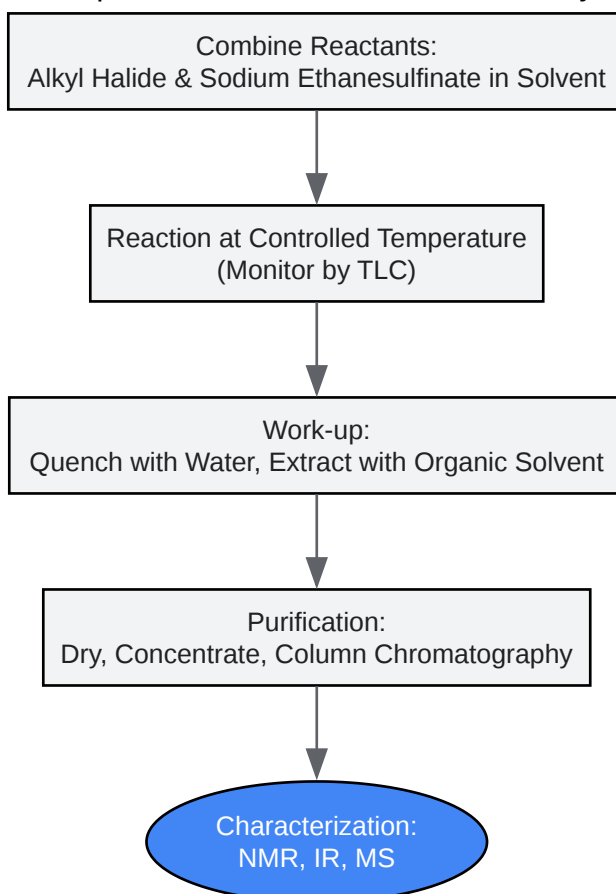 Combine Reactants:
Alkyl Halide & Sodium Ethanesulfinate in Solvent
Reaction at Controlled Temperature
(Monitor by TLC)
Work-up:
Quench with Water, Extract with Organic Solvent
Purification:
Dry, Concentrate, Column Chromatography
Characterization:
NMR, IR, MS